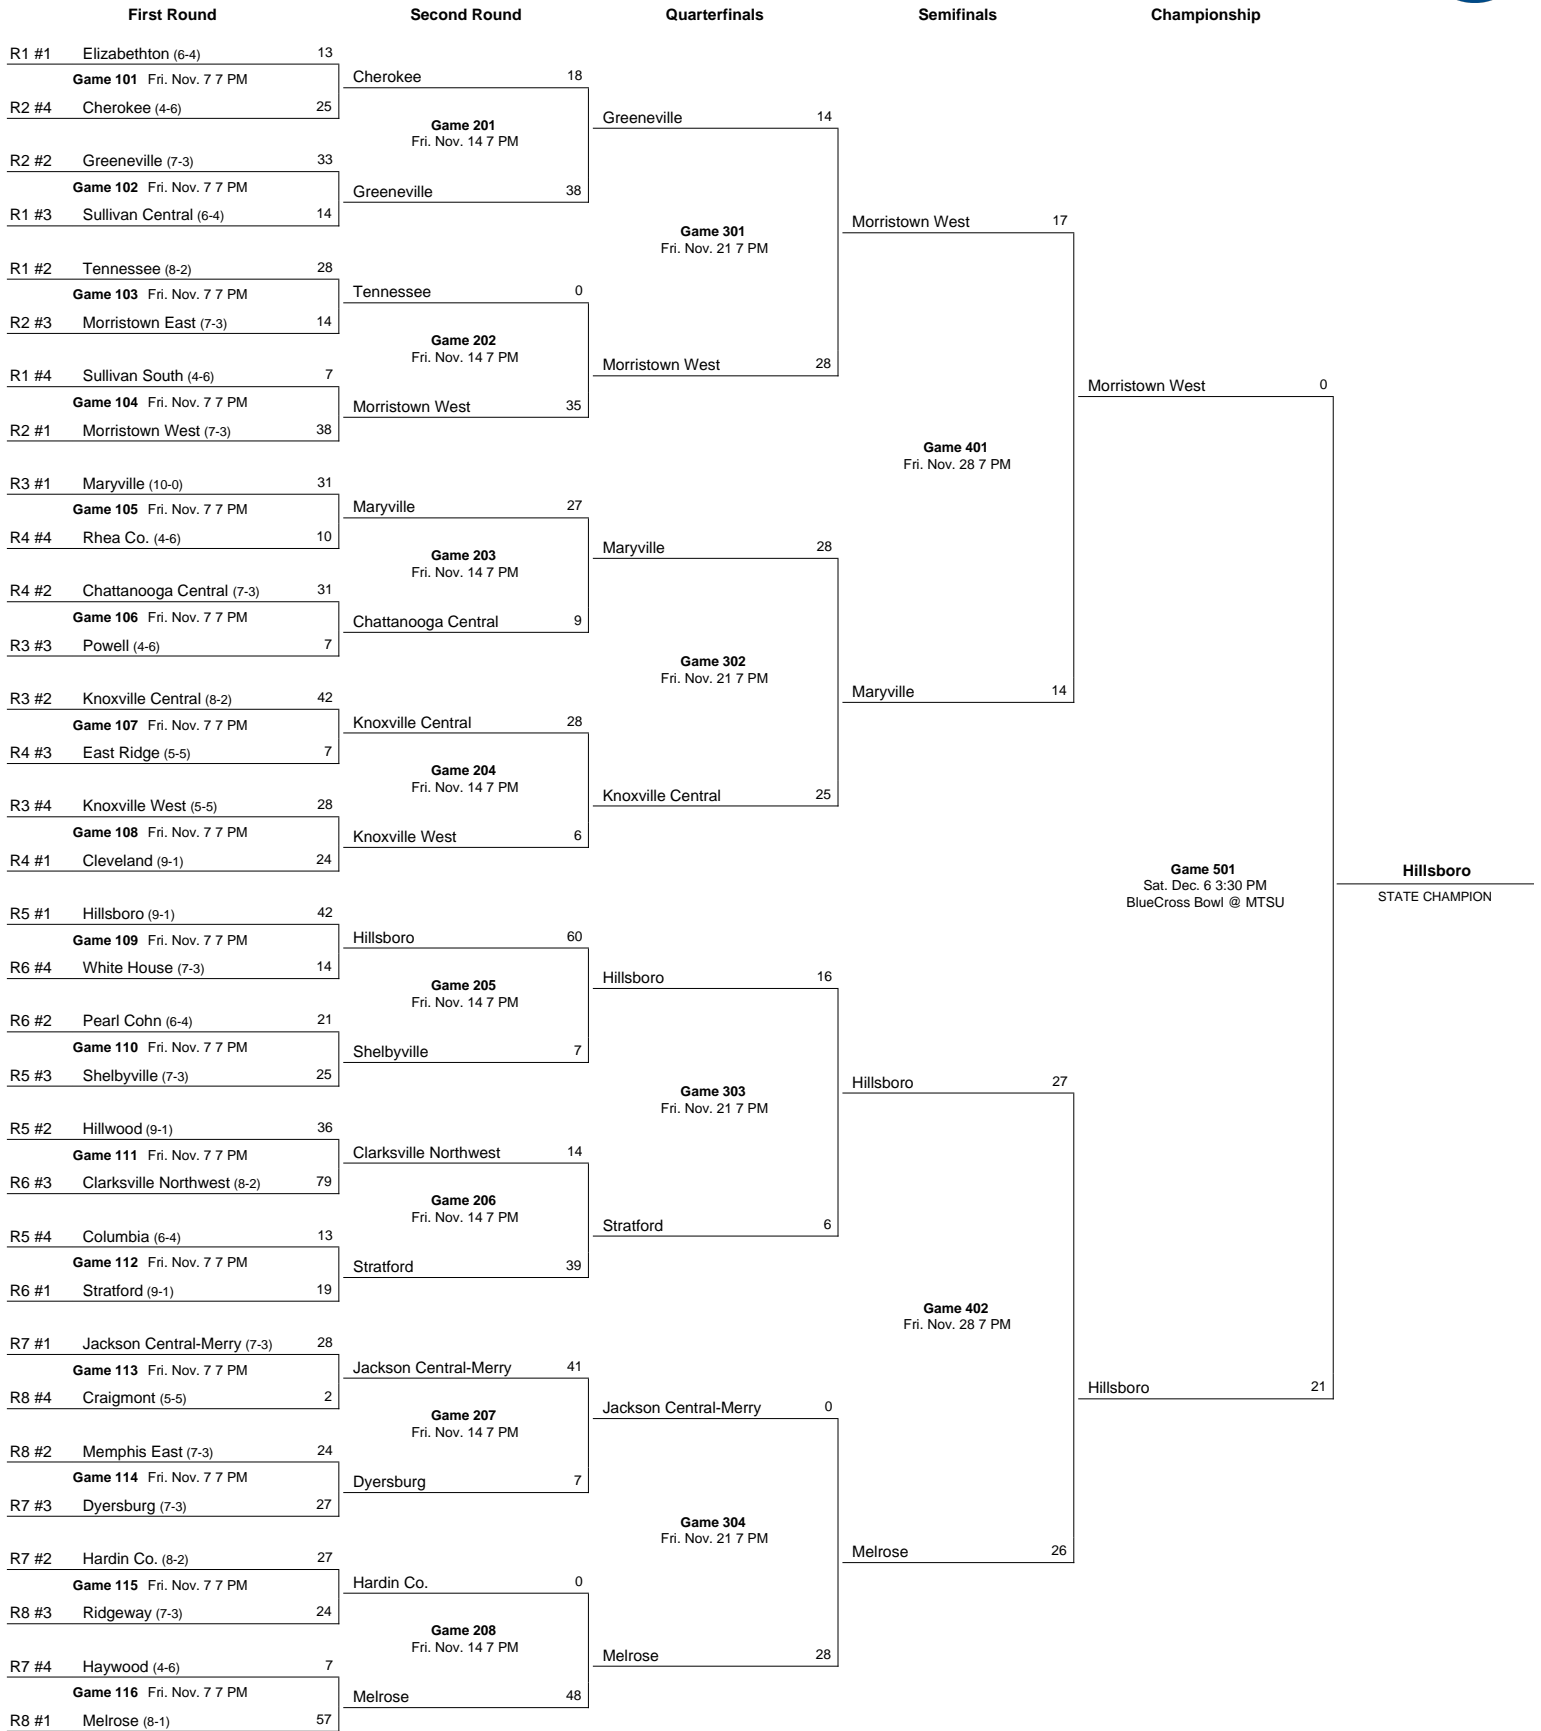 First Round
Second Round
Quarterfinals
Semifinals
Championship
R1 #1 Elizabethton (6-4) 13
Game 101 Fri. Nov. 7 7 PM
R2 #4 Cherokee (4-6) 25
R2 #2 Greeneville (7-3) 33
Game 102 Fri. Nov. 7 7 PM
R1 #3 Sullivan Central (6-4) 14
R1 #2 Tennessee (8-2) 28
Game 103 Fri. Nov. 7 7 PM
R2 #3 Morristown East (7-3) 14
R1 #4 Sullivan South (4-6) 7
Game 104 Fri. Nov. 7 7 PM
R2 #1 Morristown West (7-3) 38
R3 #1 Maryville (10-0) 31
Game 105 Fri. Nov. 7 7 PM
R4 #4 Rhea Co. (4-6) 10
R4 #2 Chattanooga Central (7-3) 31
Game 106 Fri. Nov. 7 7 PM
R3 #3 Powell (4-6) 7
R3 #2 Knoxville Central (8-2) 42
Game 107 Fri. Nov. 7 7 PM
R4 #3 East Ridge (5-5) 7
R3 #4 Knoxville West (5-5) 28
Game 108 Fri. Nov. 7 7 PM
R4 #1 Cleveland (9-1) 24
R5 #1 Hillsboro (9-1) 42
Game 109 Fri. Nov. 7 7 PM
R6 #4 White House (7-3) 14
R6 #2 Pearl Cohn (6-4) 21
Game 110 Fri. Nov. 7 7 PM
R5 #3 Shelbyville (7-3) 25
R5 #2 Hillwood (9-1) 36
Game 111 Fri. Nov. 7 7 PM
R6 #3 Clarksville Northwest (8-2) 79
R5 #4 Columbia (6-4) 13
Game 112 Fri. Nov. 7 7 PM
R6 #1 Stratford (9-1) 19
R7 #1 Jackson Central-Merry (7-3) 28
Game 113 Fri. Nov. 7 7 PM
R8 #4 Craigmont (5-5) 2
R8 #2 Memphis East (7-3) 24
Game 114 Fri. Nov. 7 7 PM
R7 #3 Dyersburg (7-3) 27
R7 #2 Hardin Co. (8-2) 27
Game 115 Fri. Nov. 7 7 PM
R8 #3 Ridgeway (7-3) 24
R7 #4 Haywood (4-6) 7
Game 116 Fri. Nov. 7 7 PM
R8 #1 Melrose (8-1) 57
Cherokee 18
Game 201
Fri. Nov. 14 7 PM
Greeneville 38
Tennessee 0
Game 202
Fri. Nov. 14 7 PM
Morristown West 35
Maryville 27
Game 203
Fri. Nov. 14 7 PM
Chattanooga Central 9
Knoxville Central 28
Game 204
Fri. Nov. 14 7 PM
Knoxville West 6
Hillsboro 60
Game 205
Fri. Nov. 14 7 PM
Shelbyville 7
Clarksville Northwest 14
Game 206
Fri. Nov. 14 7 PM
Stratford 39
Jackson Central-Merry 41
Game 207
Fri. Nov. 14 7 PM
Dyersburg 7
Hardin Co. 0
Game 208
Fri. Nov. 14 7 PM
Melrose 48
Greeneville 14
Game 301
Fri. Nov. 21 7 PM
Morristown West 28
Maryville 28
Game 302
Fri. Nov. 21 7 PM
Knoxville Central 25
Hillsboro 16
Game 303
Fri. Nov. 21 7 PM
Stratford 6
Jackson Central-Merry 0
Game 304
Fri. Nov. 21 7 PM
Melrose 28
Morristown West 17
Game 401
Fri. Nov. 28 7 PM
Maryville 14
Hillsboro 27
Game 402
Fri. Nov. 28 7 PM
Melrose 26
Morristown West 0
Game 501
Sat. Dec. 6 3:30 PM
BlueCross Bowl @ MTSU
Hillsboro 21
Hillsboro
STATE CHAMPION